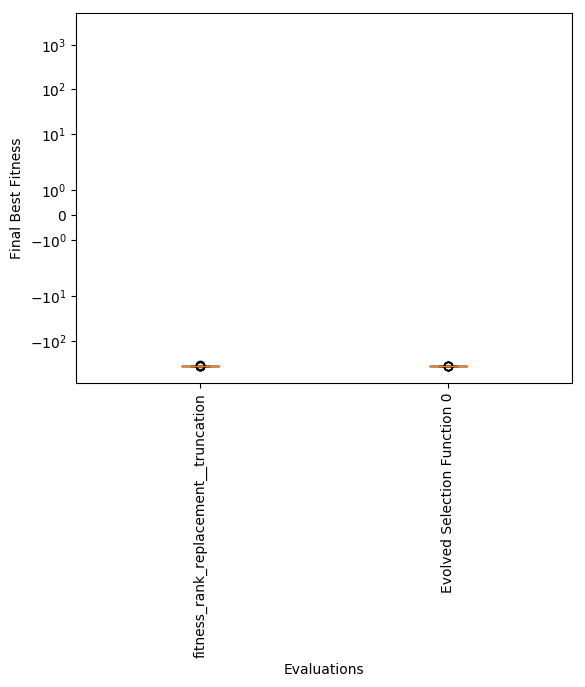 Final Best Fitness
10³
10²
10¹
10⁰
0
−10⁰
−10¹
−10²
fitness_rank_replacement__truncation
Evolved Selection Function 0
Evaluations